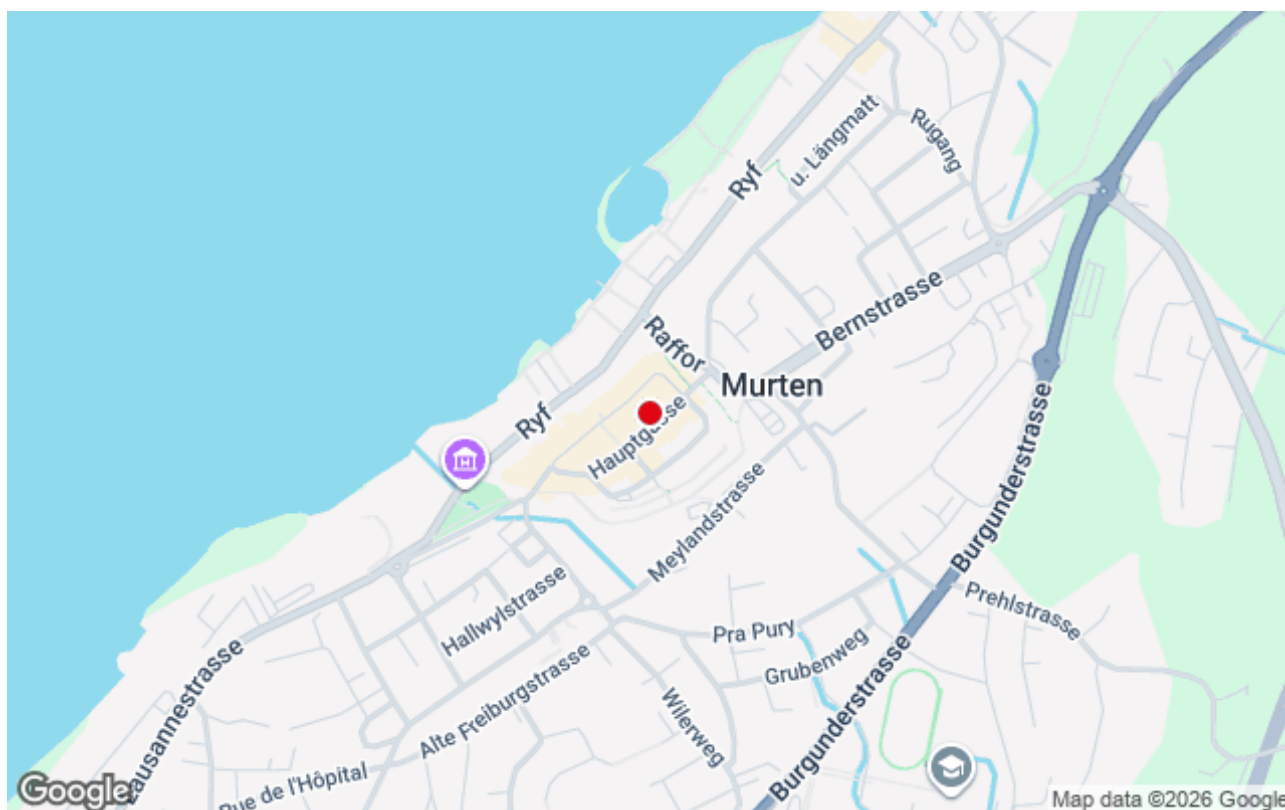 u. Längmatt
Rugang
Ryf
Bernstrasse
Raffor
Murten
Ryf
Hauptgasse
Burgunderstrasse
Meylandstrasse
Prehlstrasse
Hallwylstrasse
Pra Pury
Grubenweg
Alte Freiburgstrasse
Wilerweg
Burgunderstrasse
Lausannestrasse
Rue de l'Hôpital
Google
Map data ©2026 Google